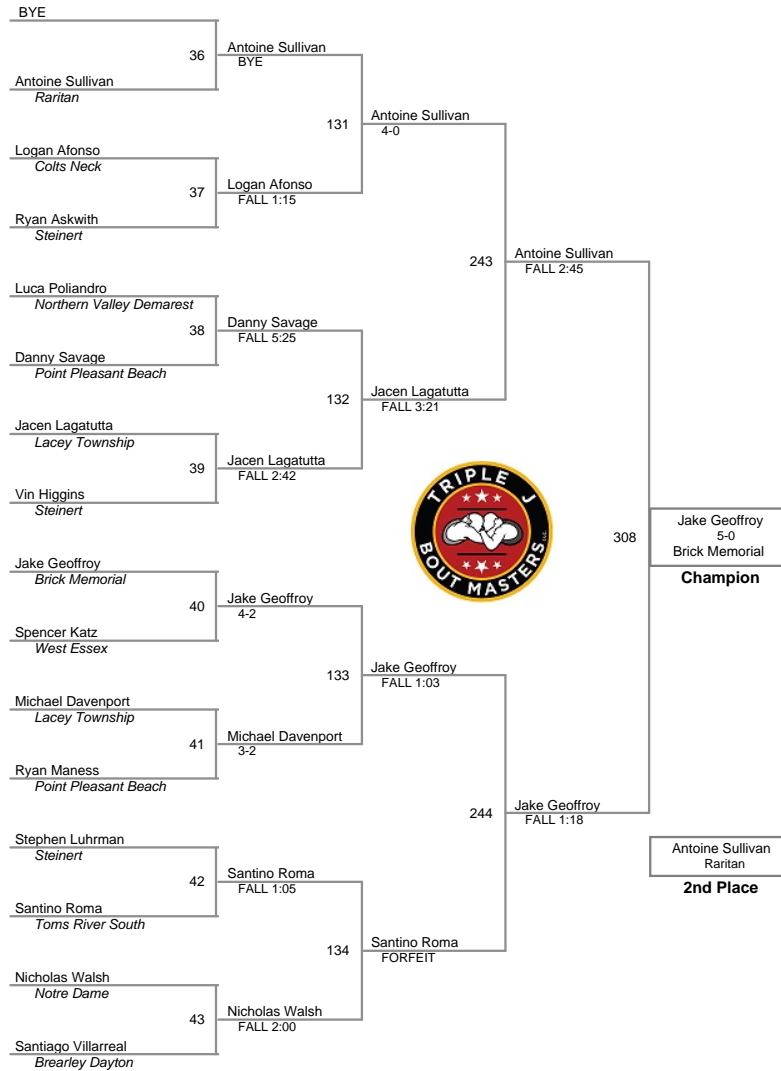 BYE
36
Antoine Sullivan
BYE
Antoine Sullivan
Raritan
131
Antoine Sullivan
4-0
Logan Afonso
Colts Neck
37
Logan Afonso
FALL 1:15
Ryan Askwith
Steinert
243
Antoine Sullivan
FALL 2:45
Luca Poliandro
Northern Valley Demarest
38
Danny Savage
FALL 5:25
Danny Savage
Point Pleasant Beach
132
Jacen Lagatutta
FALL 3:21
Jacen Lagatutta
Lacey Township
39
Jacen Lagatutta
FALL 2:42
Vin Higgins
Steinert
TRIPLE J
BOUT MASTERS
308
Jake Geoffroy
5-0
Brick Memorial
Champion
Jake Geoffroy
Brick Memorial
40
Jake Geoffroy
4-2
Spencer Katz
West Essex
133
Jake Geoffroy
FALL 1:03
Michael Davenport
Lacey Township
41
Michael Davenport
3-2
Ryan Maness
Point Pleasant Beach
244
Jake Geoffroy
FALL 1:18
Stephen Luhrman
Steinert
42
Santino Roma
FALL 1:05
Antoine Sullivan
Raritan
2nd Place
Santino Roma
Toms River South
134
Santino Roma
FORFEIT
Nicholas Walsh
Notre Dame
43
Nicholas Walsh
FALL 2:00
Santiago Villarreal
Brearley Dayton